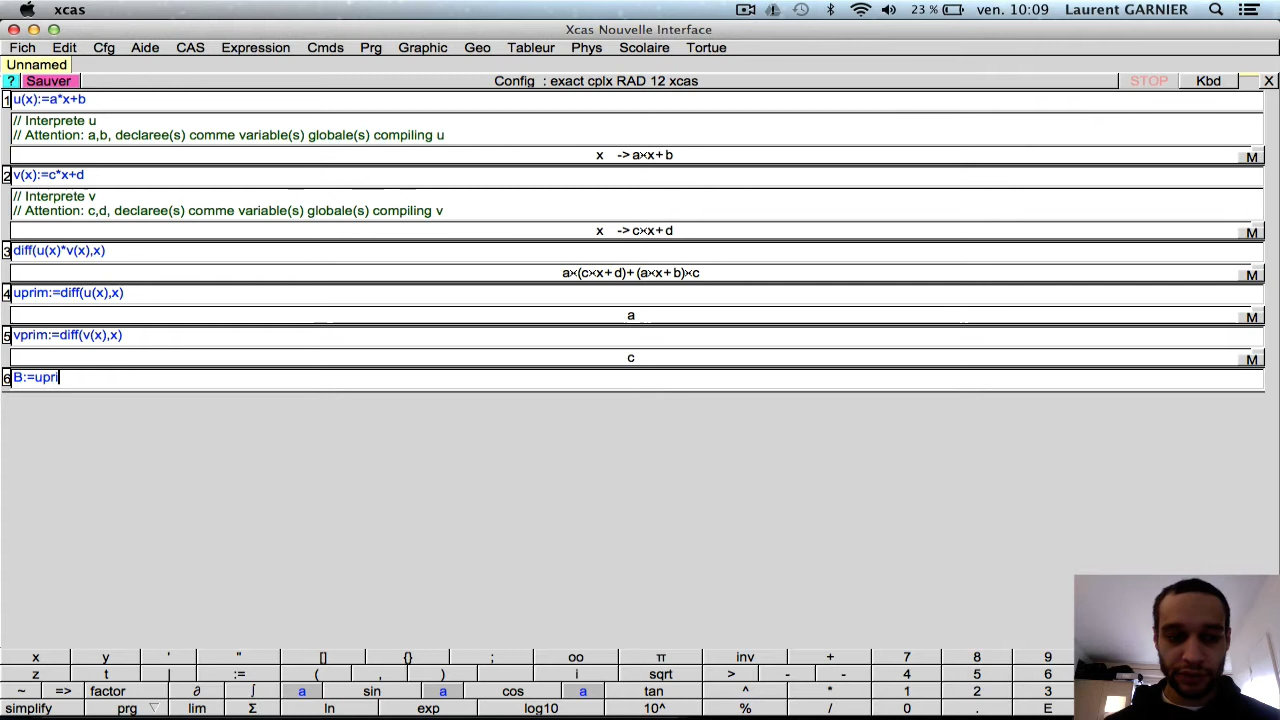 xcas 23 % ven. 10:09 Laurent GARNIER
Xcas Nouvelle Interface
Fich Edit Cfg Aide CAS Expression Cmds Prg Graphic Geo Tableur Phys Scolaire Tortue
Unnamed
? Sauver Config : exact cplx RAD 12 xcas STOP Kbd X
1 u(x):=a*x+b
// Interprete u
// Attention: a,b, declaree(s) comme variable(s) globale(s) compiling u
x ->a×x+b M
2 v(x):=c*x+d
// Interprete v
// Attention: c,d, declaree(s) comme variable(s) globale(s) compiling v
x ->c×x+d M
3 diff(u(x)*v(x),x)
a×(c×x+d)+(a×x+b)×c M
4 uprim:=diff(u(x),x)
a M
5 vprim:=diff(v(x),x)
c M
6 B:=upri
x y ' " [] {} ; oo π inv + 7 8 9
z t | := ( , ) i sqrt > - - 4 5 6
~ => factor ∂ ∫ a sin a cos a tan ^ * 1 2 3
simplify prg lim Σ ln exp log10 10^ % / 0 . E